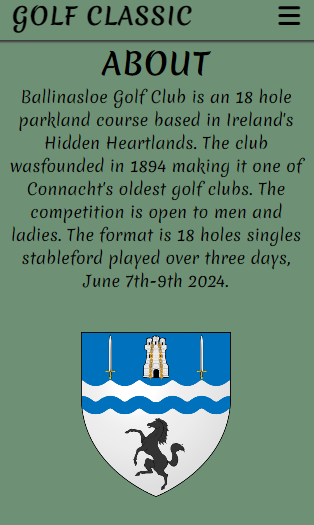 GOLF CLASSIC
ABOUT
Ballinasloe Golf Club is an 18 hole
parkland course based in Ireland's
Hidden Heartlands. The club
wasfounded in 1894 making it one of
Connacht's oldest golf clubs. The
competition is open to men and
ladies. The format is 18 holes singles
stableford played over three days,
June 7th-9th 2024.